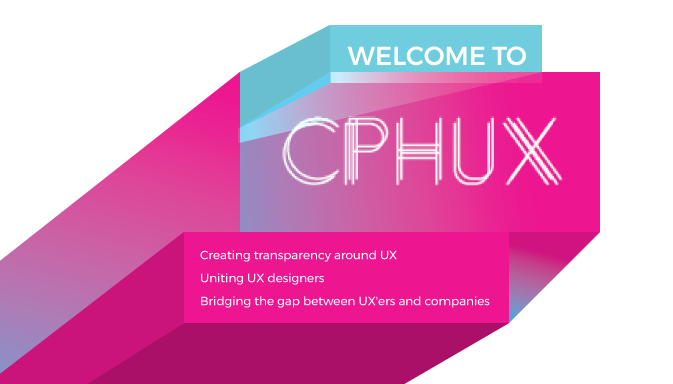 WELCOME TO
CPHUX
Creating transparency around UX
Uniting UX designers
Bridging the gap between UX'ers and companies